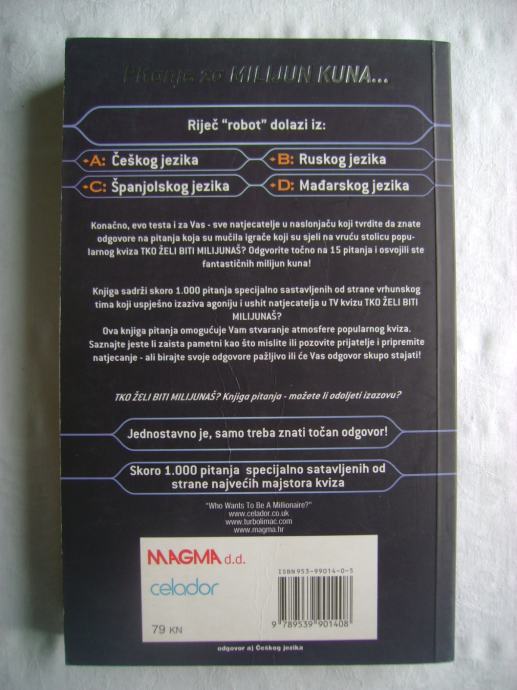 Pitanja za MILIJUN KUNA...
Riječ "robot" dolazi iz:
A: Češkog jezika
B: Ruskog jezika
C: Španjolskog jezika
D: Mađarskog jezika
Konačno, evo testa i za Vas - sve natjecatelje u naslonjaču koji tvrdite da znate
odgovore na pitanja koja su mučila igrače koji su sjeli na vruću stolicu popu-
larnog kviza TKO ŽELI BITI MILIJUNAŠ? Odgvorite točno na 15 pitanja i osvojili ste
fantastičnih milijun kuna!
Knjiga sadrži skoro 1.000 pitanja specijalno sastavljenih od strane vrhunskog
tima koji uspješno izaziva agoniju i ushit natjecatelja u TV kvizu TKO ŽELI BITI
MILIJUNAŠ?
Ova knjiga pitanja omogućuje Vam stvaranje atmosfere popularnog kviza.
Saznajte jeste li zaista pametni kao što mislite ili pozovite prijatelje i pripremite
natjecanje - ali birajte svoje odgovore pažljivo ili će Vas odgovor skupo stajati!
TKO ŽELI BITI MILIJUNAŠ? Knjiga pitanja - možete li odoljeti izazovu?
Jednostavno je, samo treba znati točan odgovor!
Skoro 1.000 pitanja specijalno satavljenih od
strane najvećih majstora kviza
"Who Wants To Be A Millionaire?"
www.celador.co.uk
www.turbolimac.com
www.magma.hr
MAGMA d.d.
celador
79 KN
ISBN 953-99014-0-5
9 789539 901408
odgovor a) Češkog jezika